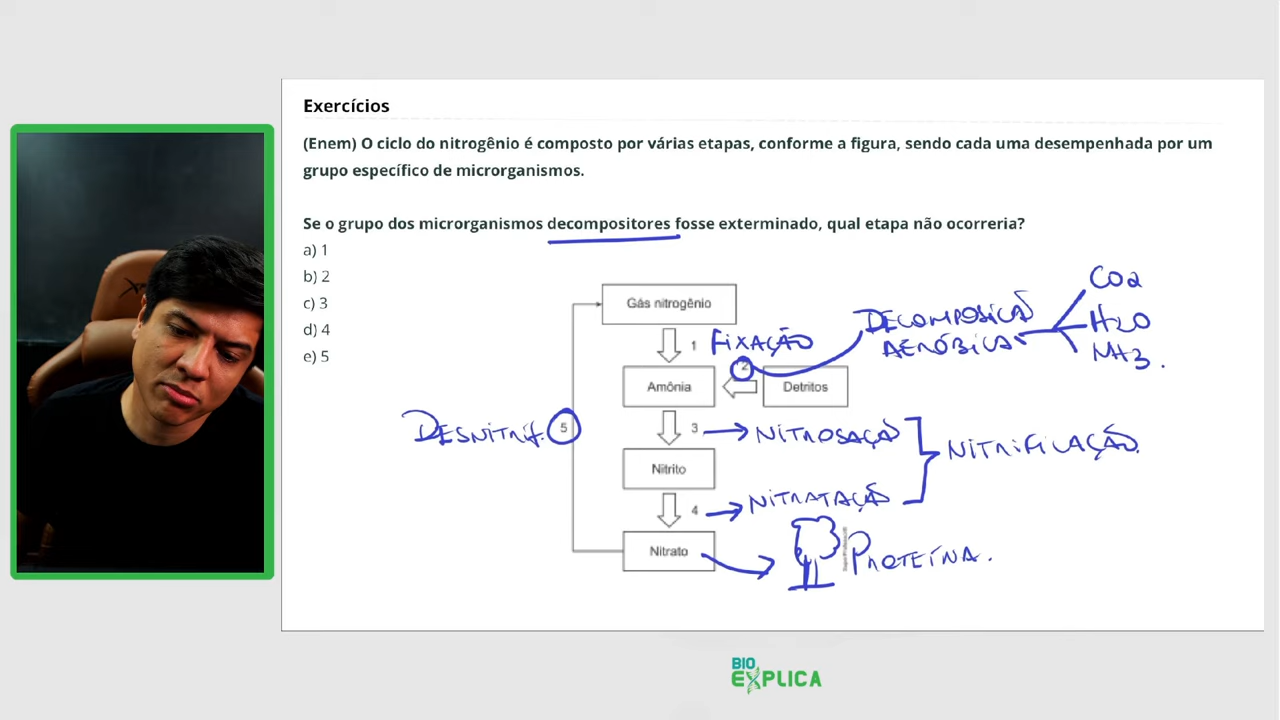 Exercícios
(Enem) O ciclo do nitrogênio é composto por várias etapas, conforme a figura, sendo cada uma desempenhada por um
grupo específico de microrganismos.
Se o grupo dos microrganismos decompositores fosse exterminado, qual etapa não ocorreria?
a) 1
b) 2
c) 3
d) 4
e) 5
Gás nitrogênio
1 FIXAÇÃO
DECOMPOSIÇÃO
AERÓBICA
CO2
H2O
NH3.
Amônia
2
Detritos
DESNITRIF. 5
3 NITROSAÇÃO
NITRIFICAÇÃO.
Nitrito
4 NITRATAÇÃO
Nitrato
PROTEÍNA.
BIO
EXPLICA